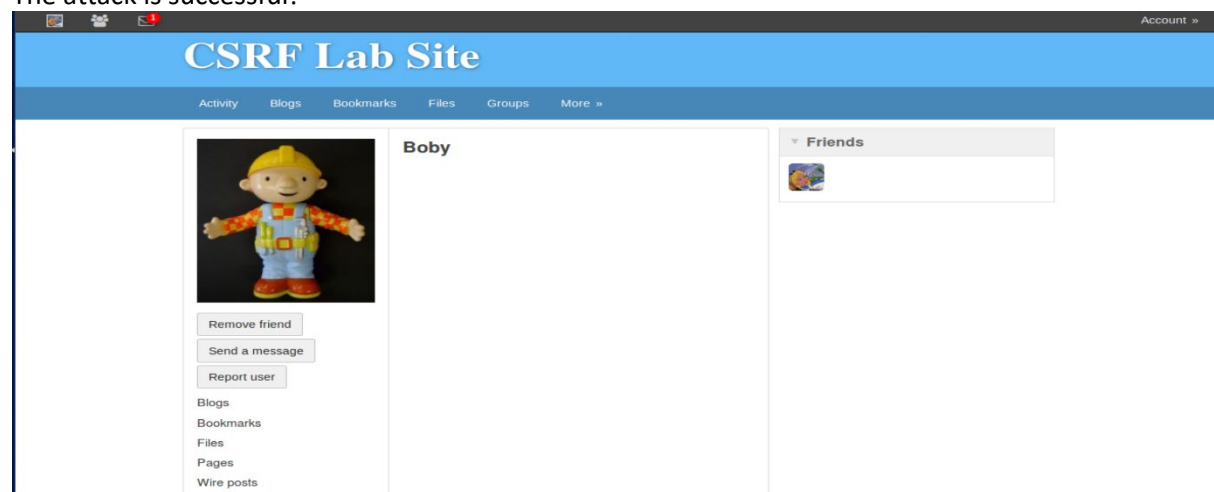 The attack is successful.
1
Account »
CSRF Lab Site
Activity Blogs Bookmarks Files Groups More »
Boby
Friends
Remove friend
Send a message
Report user
Blogs
Bookmarks
Files
Pages
Wire posts